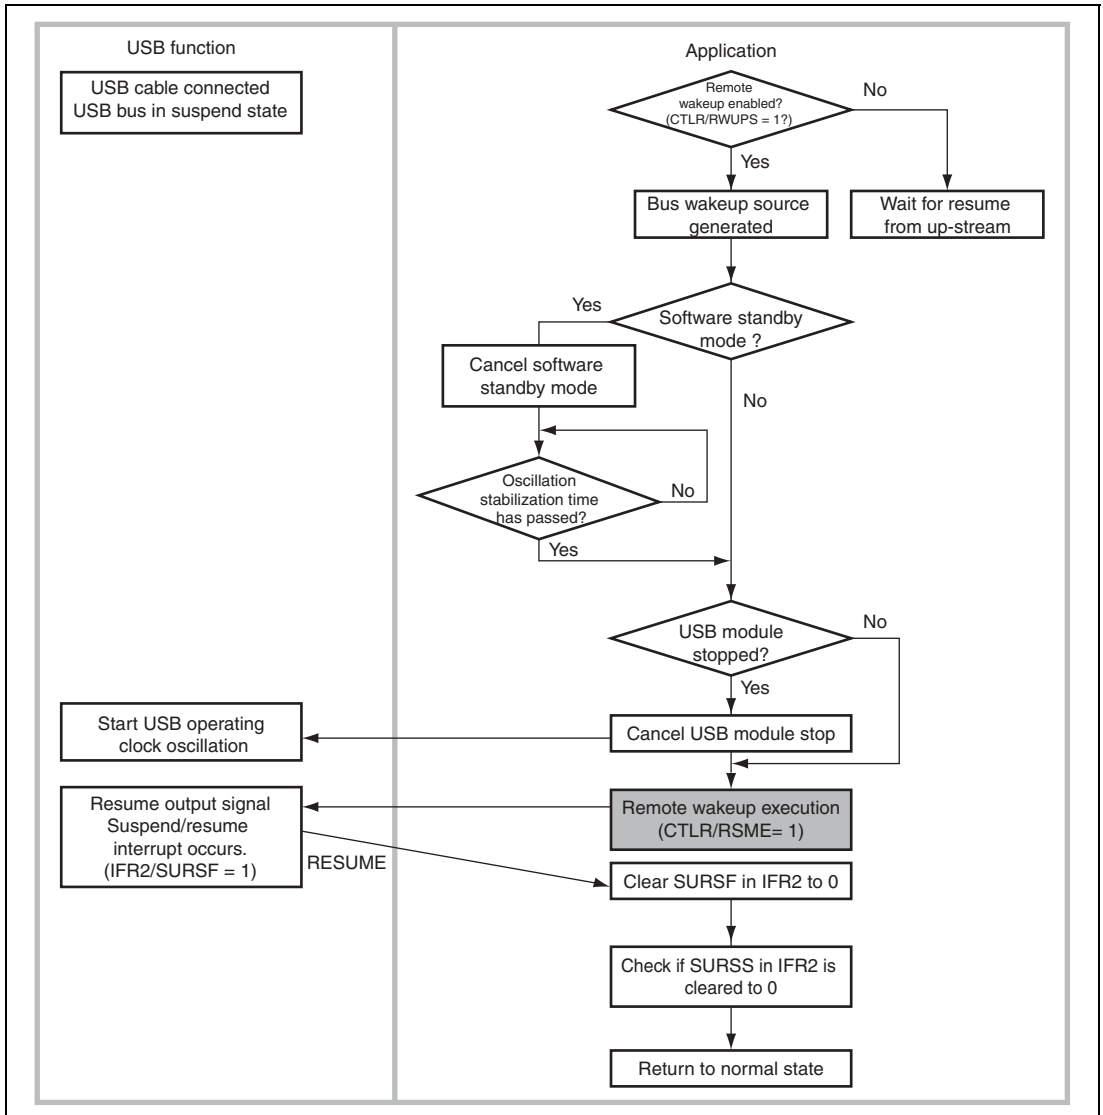 USB function
USB cable connected
USB bus in suspend state
Application
Remote
wakeup enabled?
(CTLR/RWUPS = 1?)
No
Yes
Bus wakeup source
generated
Wait for resume
from up-stream
Yes
Software standby
mode ?
Cancel software
standby mode
No
Oscillation
stabilization time
has passed?
No
Yes
USB module
stopped?
No
Yes
Start USB operating
clock oscillation
Cancel USB module stop
Resume output signal
Suspend/resume
interrupt occurs.
(IFR2/SURSF = 1)
Remote wakeup execution
(CTLR/RSME= 1)
RESUME
Clear SURSF in IFR2 to 0
Check if SURSS in IFR2 is
cleared to 0
Return to normal state